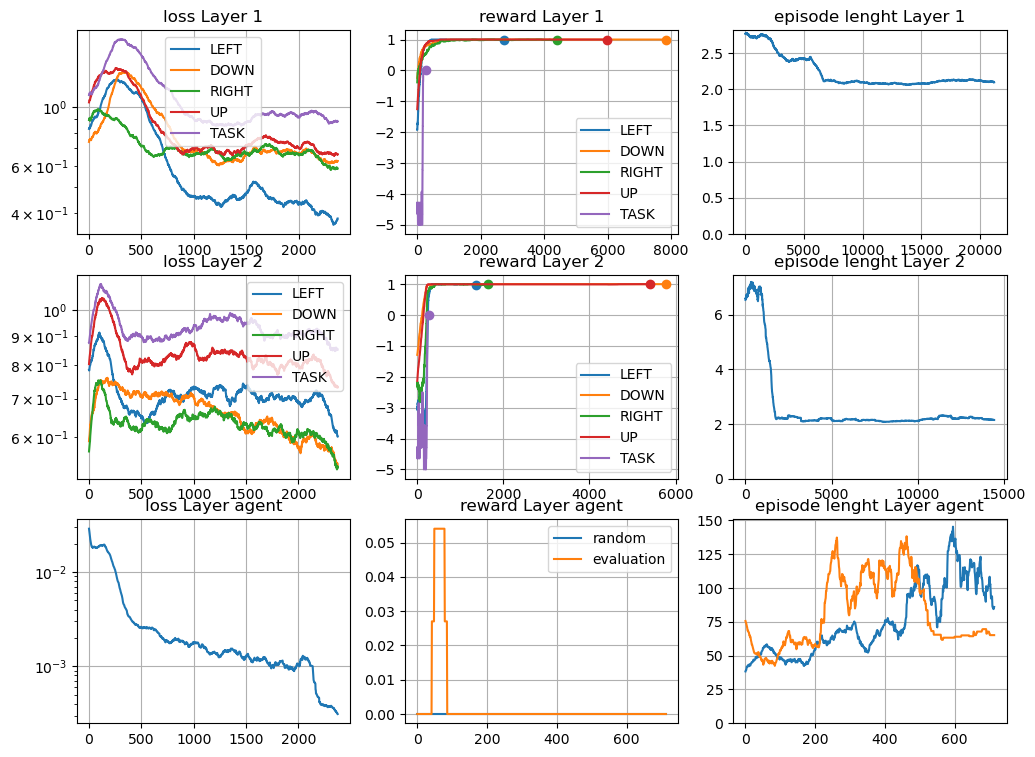 loss Layer 1
10⁰
6 × 10⁻¹
4 × 10⁻¹
0 500 1000 1500 2000
LEFT
DOWN
RIGHT
UP
TASK
reward Layer 1
1
0
−1
−2
−3
−4
−5
0 2000 4000 6000 8000
LEFT
DOWN
RIGHT
UP
TASK
episode lenght Layer 1
2.5
2.0
1.5
1.0
0.5
0.0
0 5000 10000 15000 20000
loss Layer 2
10⁰
9 × 10⁻¹
8 × 10⁻¹
7 × 10⁻¹
6 × 10⁻¹
0 500 1000 1500 2000
LEFT
DOWN
RIGHT
UP
TASK
reward Layer 2
1
0
−1
−2
−3
−4
−5
0 2000 4000 6000
LEFT
DOWN
RIGHT
UP
TASK
episode lenght Layer 2
6
4
2
0
0 5000 10000 15000
loss Layer agent
10⁻²
10⁻³
0 500 1000 1500 2000
reward Layer agent
0.05
0.04
0.03
0.02
0.01
0.00
0 200 400 600
random
evaluation
episode lenght Layer agent
150
125
100
75
50
25
0
0 200 400 600